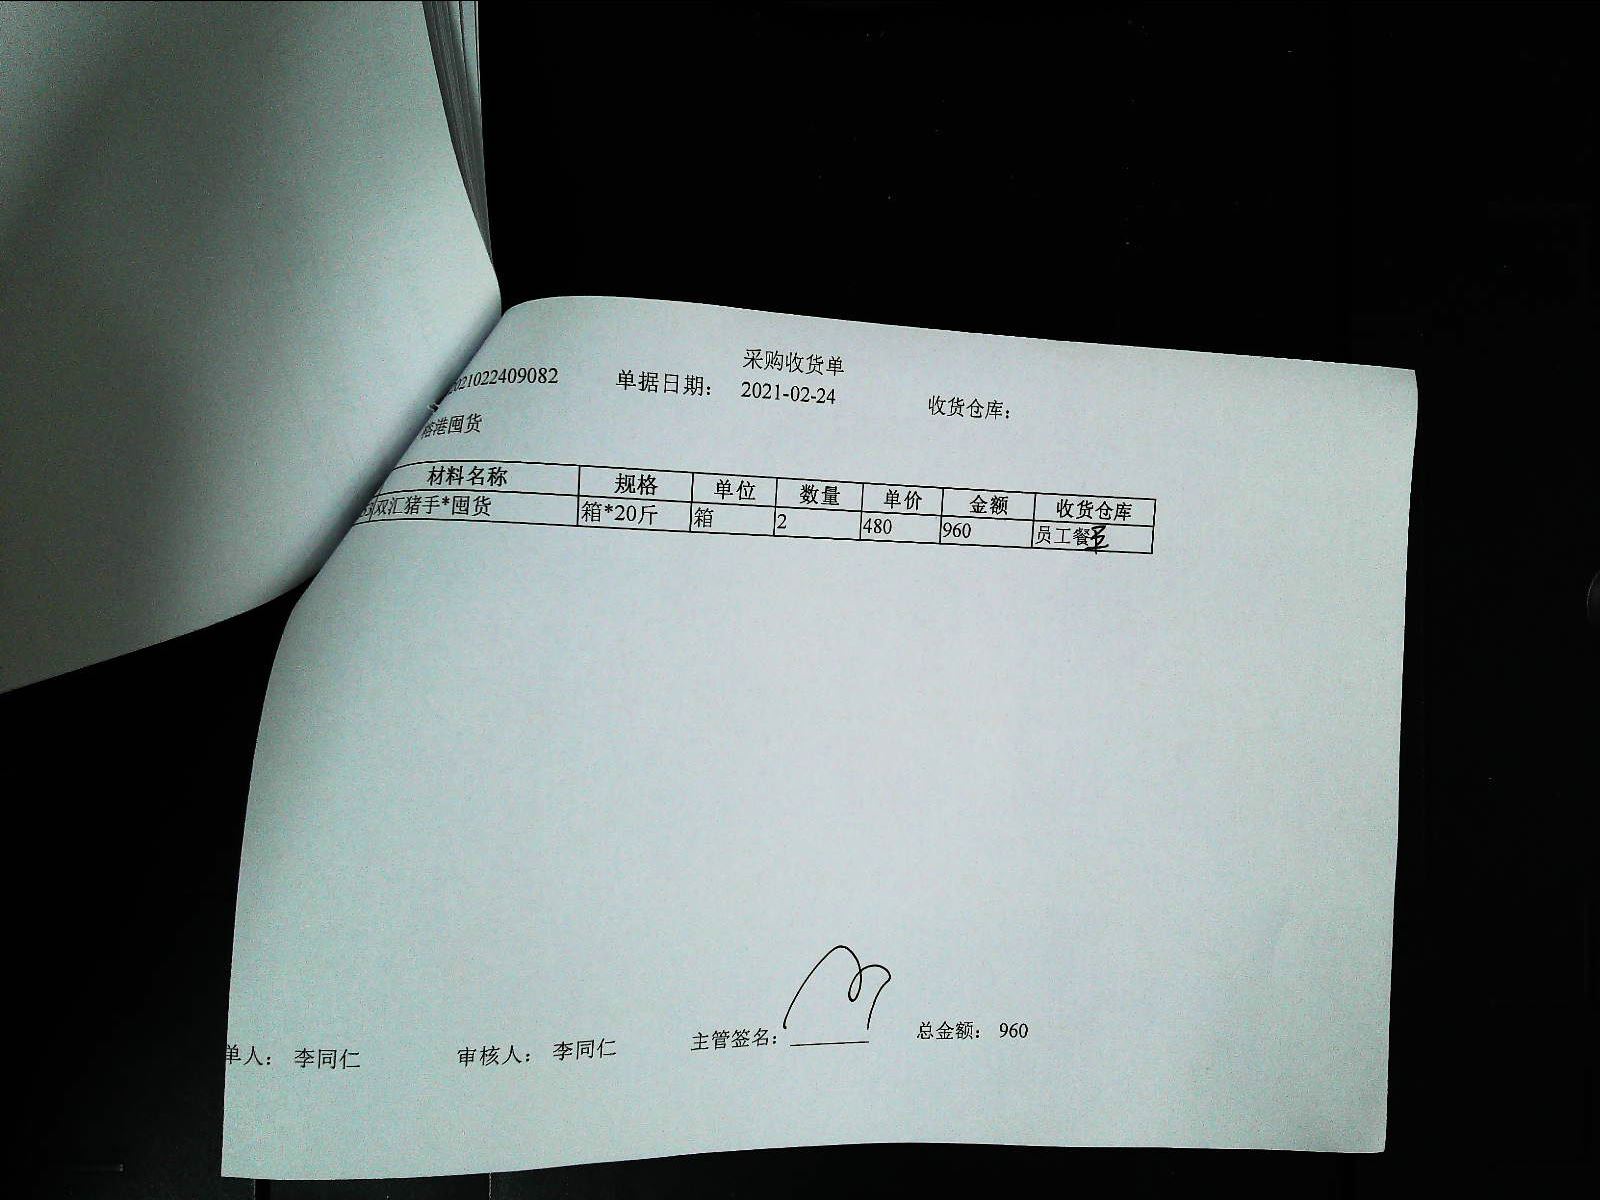 采购收货单
021022409082 单据日期： 2021-02-24 收货仓库：
港囤货
材料名称 规格 单位 数量 单价 金额 收货仓库
双汇猪手*囤货 箱*20斤 箱 2 480 960 员工餐
单人： 李同仁 审核人： 李同仁 主管签名： 总金额： 960